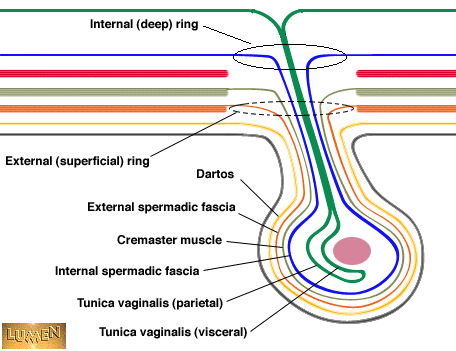 Internal (deep) ring
External (superficial) ring
Dartos
External spermadic fascia
Cremaster muscle
Internal spermadic fascia
Tunica vaginalis (parietal)
Tunica vaginalis (visceral)
LUMEN